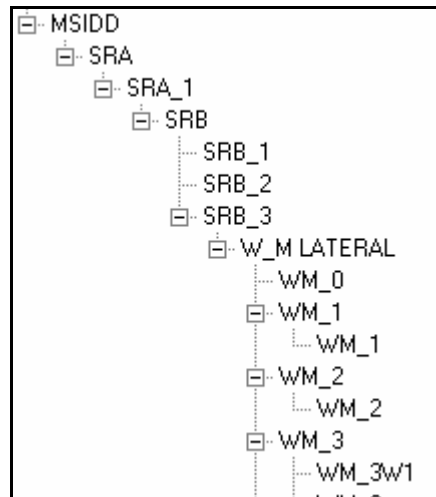 MSIDD
SRA
SRA_1
SRB
SRB_1
SRB_2
SRB_3
W_M LATERAL
WM_0
WM_1
WM_1
WM_2
WM_2
WM_3
WM_3W1